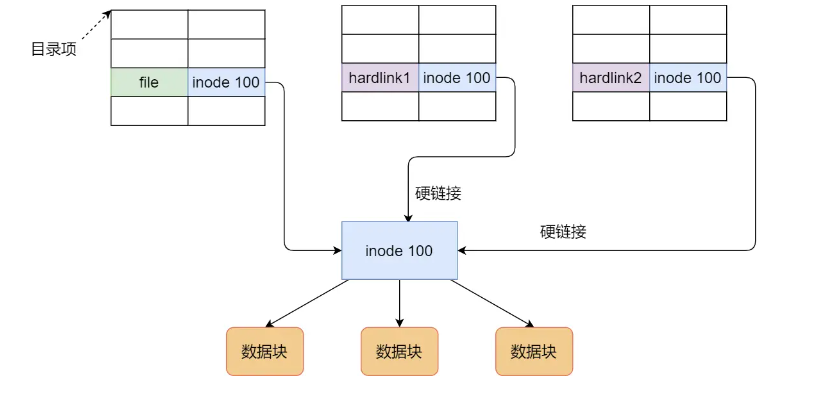 目录项
file inode 100
hardlink1 inode 100
hardlink2 inode 100
硬链接
硬链接
inode 100
数据块 数据块 数据块